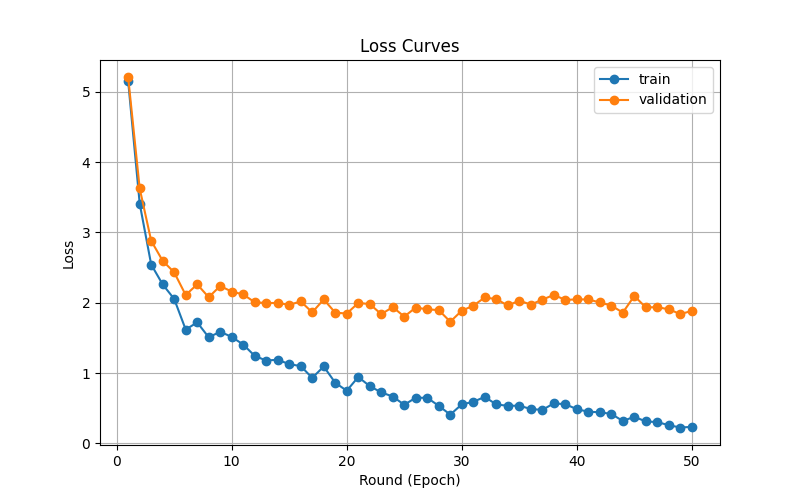 Loss Curves
train
validation
5
4
3
2
1
0
Loss
0 10 20 30 40 50
Round (Epoch)